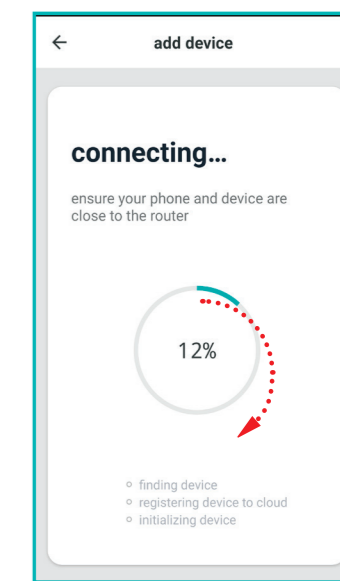 add device
connecting...
ensure your phone and device are
close to the router
12%
finding device
registering device to cloud
initializing device